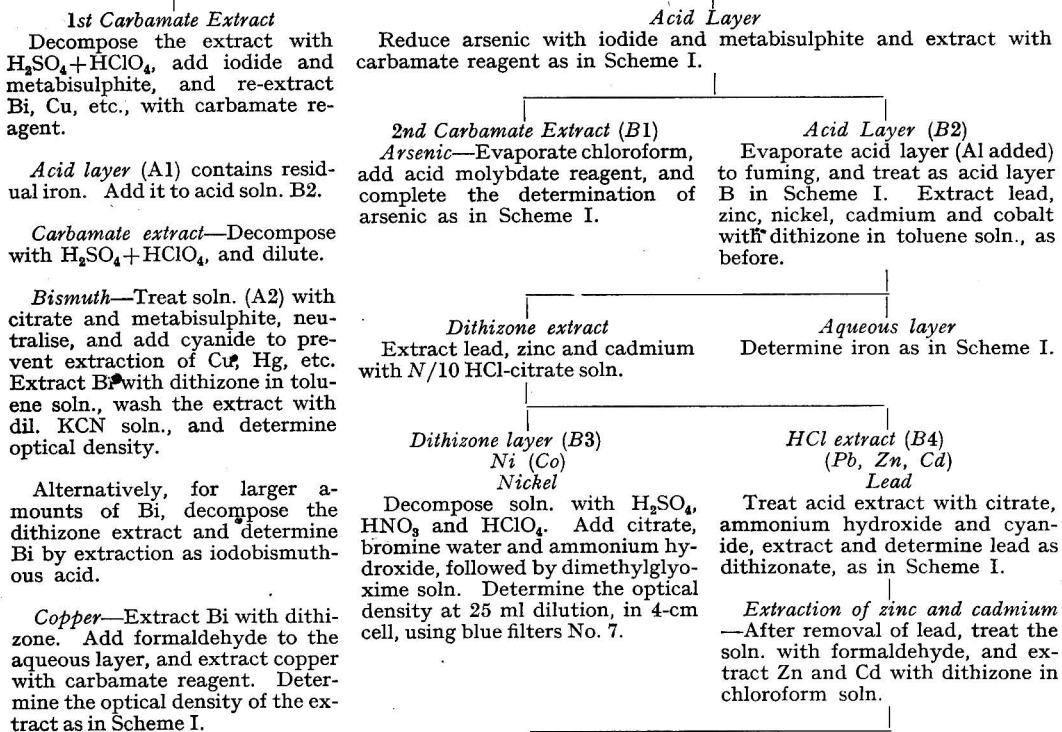 1st Carbamate Extract
Decompose the extract with
H₂SO₄+HClO₄, add iodide and
metabisulphite, and re-extract
Bi, Cu, etc., with carbamate re-
agent.
Acid layer (A1) contains resid-
ual iron. Add it to acid soln. B2.
Carbamate extract—Decompose
with H₂SO₄+HClO₄, and dilute.
Bismuth—Treat soln. (A2) with
citrate and metabisulphite, neu-
tralise, and add cyanide to pre-
vent extraction of Cu, Hg, etc.
Extract Bi with dithizone in tolu-
ene soln., wash the extract with
dil. KCN soln., and determine
optical density.
Alternatively, for larger a-
mounts of Bi, decompose the
dithizone extract and determine
Bi by extraction as iodobismuth-
ous acid.
Copper—Extract Bi with dithi-
zone. Add formaldehyde to the
aqueous layer, and extract copper
with carbamate reagent. Deter-
mine the optical density of the ex-
tract as in Scheme I.
Acid Layer
Reduce arsenic with iodide and metabisulphite and extract with
carbamate reagent as in Scheme I.
2nd Carbamate Extract (B1)
Arsenic—Evaporate chloroform,
add acid molybdate reagent, and
complete the determination of
arsenic as in Scheme I.
Acid Layer (B2)
Evaporate acid layer (Al added)
to fuming, and treat as acid layer
B in Scheme I. Extract lead,
zinc, nickel, cadmium and cobalt
with dithizone in toluene soln., as
before.
Dithizone extract
Extract lead, zinc and cadmium
with N/10 HCl-citrate soln.
Aqueous layer
Determine iron as in Scheme I.
Dithizone layer (B3)
Ni (Co)
Nickel
Decompose soln. with H₂SO₄,
HNO₃ and HClO₄. Add citrate,
bromine water and ammonium hy-
droxide, followed by dimethylglyo-
xime soln. Determine the optical
density at 25 ml dilution, in 4-cm
cell, using blue filters No. 7.
HCl extract (B4)
(Pb, Zn, Cd)
Lead
Treat acid extract with citrate,
ammonium hydroxide and cyan-
ide, extract and determine lead as
dithizonate, as in Scheme I.
Extraction of zinc and cadmium
—After removal of lead, treat the
soln. with formaldehyde, and ex-
tract Zn and Cd with dithizone in
chloroform soln.